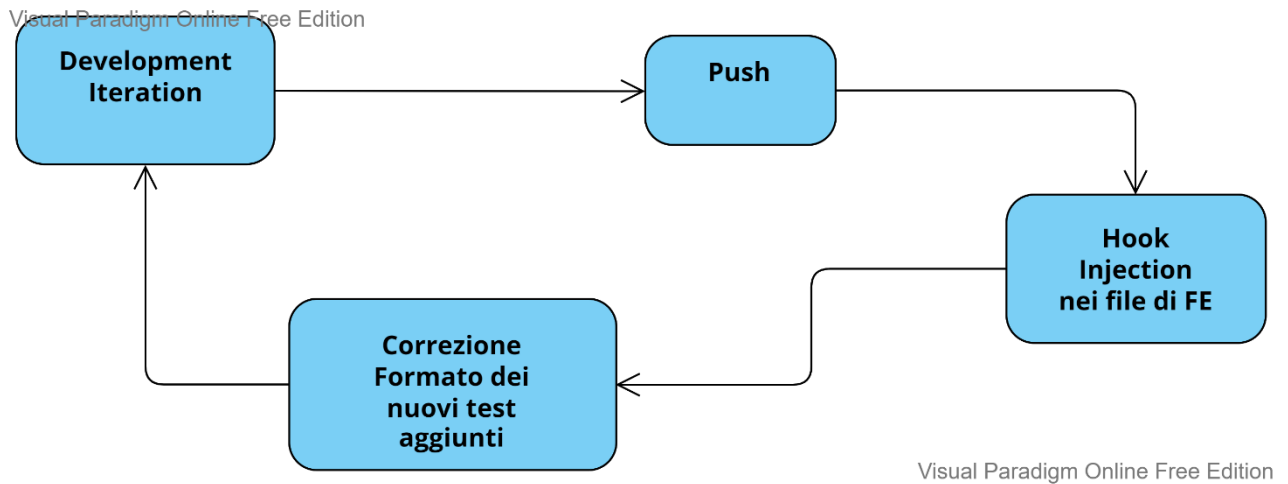 Visual Paradigm Online Free Edition
Development
Iteration
Push
Hook
Injection
nei file di FE
Correzione
Formato dei
nuovi test
aggiunti
Visual Paradigm Online Free Edition